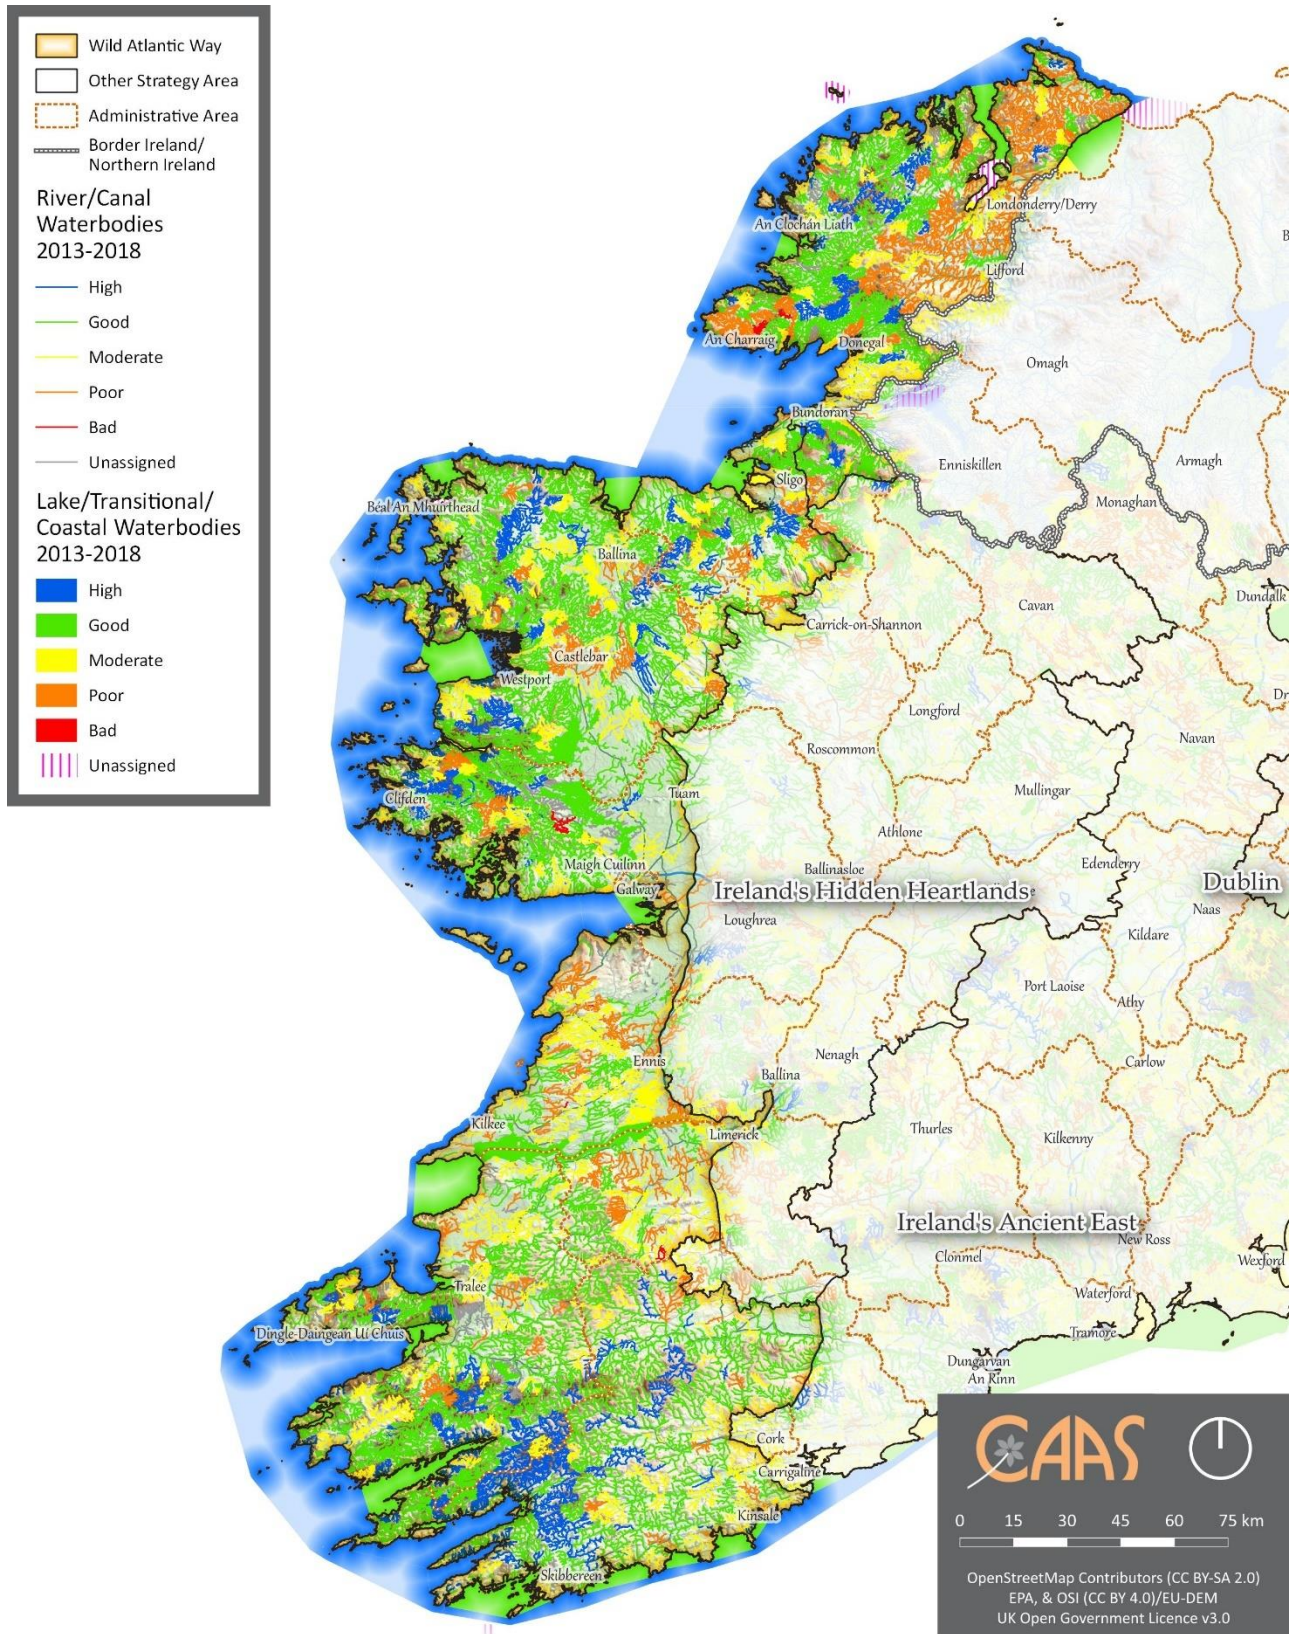 Wild Atlantic Way
Other Strategy Area
Administrative Area
Border Ireland/
Northern Ireland
River/Canal
Waterbodies
2013-2018
High
Good
Moderate
Poor
Bad
Unassigned
Lake/Transitional/
Coastal Waterbodies
2013-2018
High
Good
Moderate
Poor
Bad
Unassigned
Londonderry/Derry
An Clochán Liath
Lifford
An Charraig
Donegal
Omagh
Bundoran
Enniskillen
Armagh
Sligo
Monaghan
Béal An Mhuirthead
Ballina
Dundalk
Cavan
Carrick-on-Shannon
Castlebar
Westport
Longford
Navan
Roscommon
Mullingar
Tuam
Clifden
Athlone
Maigh Cuilinn
Ballinasloe
Edenderry
Galway
Ireland's Hidden Heartlands
Dublin
Naas
Loughrea
Kildare
Port Laoise
Athy
Nenagh
Ennis
Ballina
Carlow
Kilkee
Limerick
Thurles
Kilkenny
Ireland's Ancient East
New Ross
Clonmel
Wexford
Tralee
Waterford
Dingle-Daingean Uí Chuis
Tramore
Dungarvan
An Rinn
Cork
Carrigaline
Kinsale
Skibbereen
CAAS
0 15 30 45 60 75 km
OpenStreetMap Contributors (CC BY-SA 2.0)
EPA, & OSI (CC BY 4.0)/EU-DEM
UK Open Government Licence v3.0